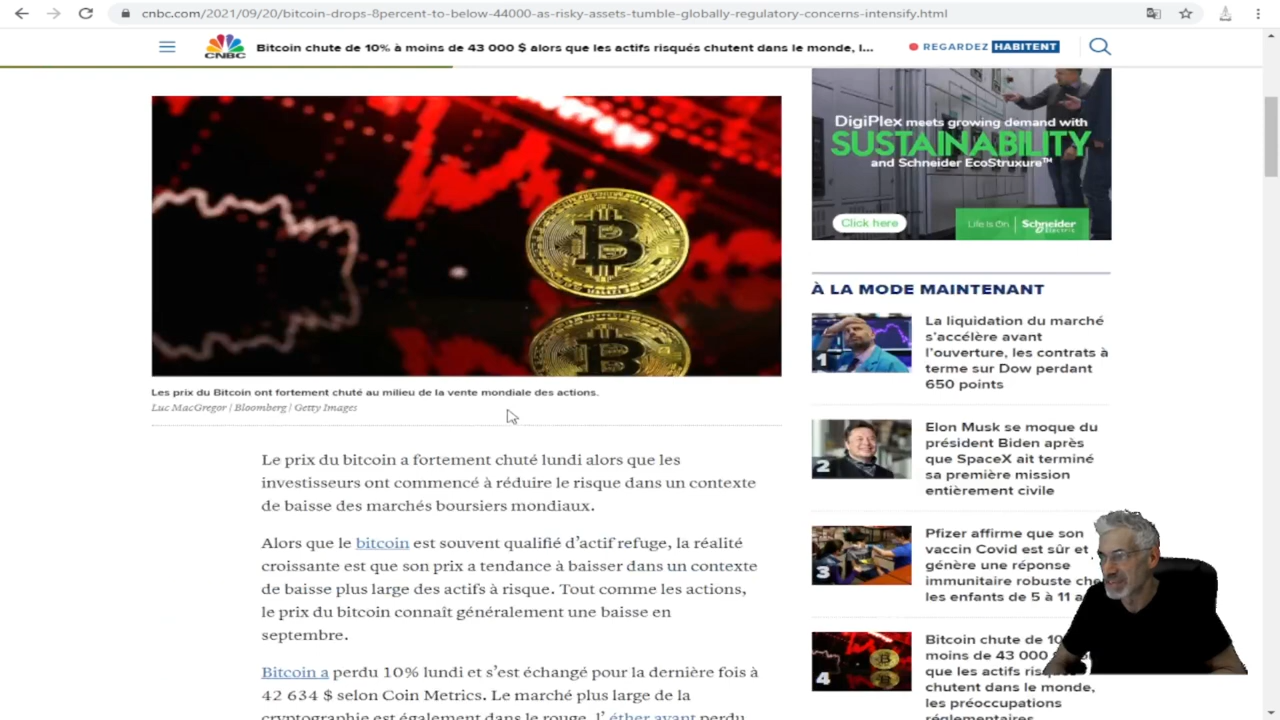 cnbc.com/2021/09/20/bitcoin-drops-8percent-to-below-44000-as-risky-assets-tumble-globally-regulatory-concerns-intensify.html
CNBC
Bitcoin chute de 10% à moins de 43 000 $ alors que les actifs risqués chutent dans le monde, l...
REGARDEZ HABITENT
Les prix du Bitcoin ont fortement chuté au milieu de la vente mondiale des actions.
Luc MacGregor | Bloomberg | Getty Images
Le prix du bitcoin a fortement chuté lundi alors que les
investisseurs ont commencé à réduire le risque dans un contexte
de baisse des marchés boursiers mondiaux.
Alors que le bitcoin est souvent qualifié d'actif refuge, la réalité
croissante est que son prix a tendance à baisser dans un contexte
de baisse plus large des actifs à risque. Tout comme les actions,
le prix du bitcoin connaît généralement une baisse en
septembre.
Bitcoin a perdu 10% lundi et s'est échangé pour la dernière fois à
42 634 $ selon Coin Metrics. Le marché plus large de la
cryptographie est également dans le rouge, l' éther ayant perdu
DigiPlex meets growing demand with
SUSTAINABILITY
and Schneider EcoStruxure™
Click here
Life Is On | Schneider Electric
À LA MODE MAINTENANT
1
La liquidation du marché
s'accélère avant
l'ouverture, les contrats à
terme sur Dow perdant
650 points
2
Elon Musk se moque du
président Biden après
que SpaceX ait terminé
sa première mission
entièrement civile
3
Pfizer affirme que son
vaccin Covid est sûr et
génère une réponse
immunitaire robuste che
les enfants de 5 à 11 a
4
Bitcoin chute de 10
moins de 43 000
que les actifs ris
chutent dans le monde,
les préoccupations
réglementaires